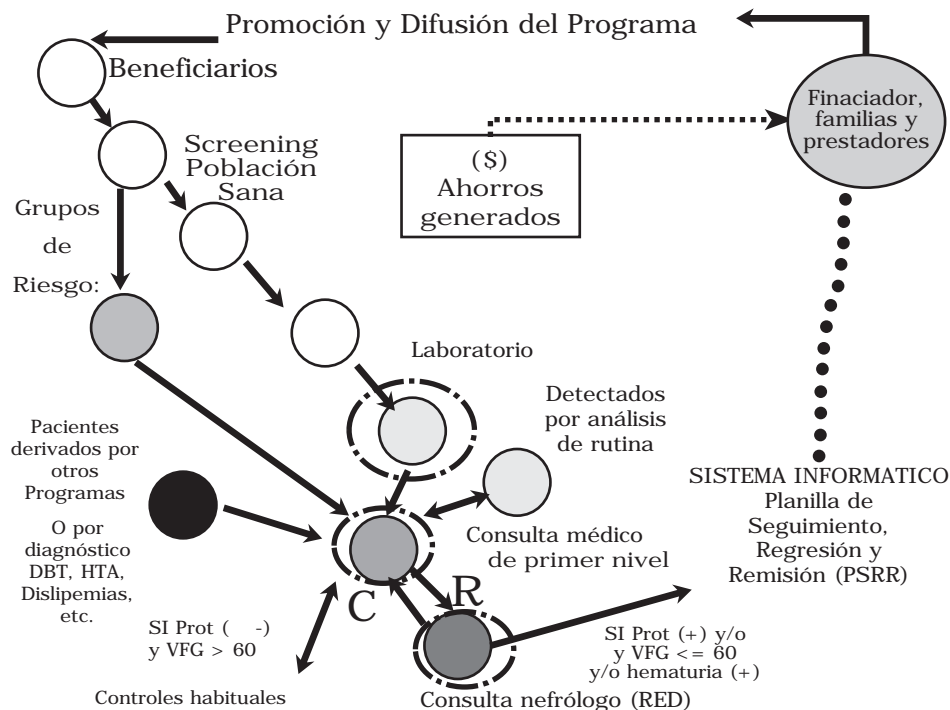 Promoción y Difusión del Programa
Beneficiarios
Finaciador,
familias y
prestadores
Screening
Población
Sana
($)
Ahorros
generados
Grupos
de
Riesgo:
Laboratorio
Detectados
por análisis
de rutina
Pacientes
derivados por
otros
Programas
O por
diagnóstico
DBT, HTA,
Dislipemias,
etc.
SISTEMA INFORMATICO
Planilla de
Seguimiento,
Regresión y
Remisión (PSRR)
Consulta médico
de primer nivel
C
R
SI Prot ( -)
y VFG > 60
SI Prot (+) y/o
y VFG <= 60
y/o hematuria (+)
Controles habituales
Consulta nefrólogo (RED)